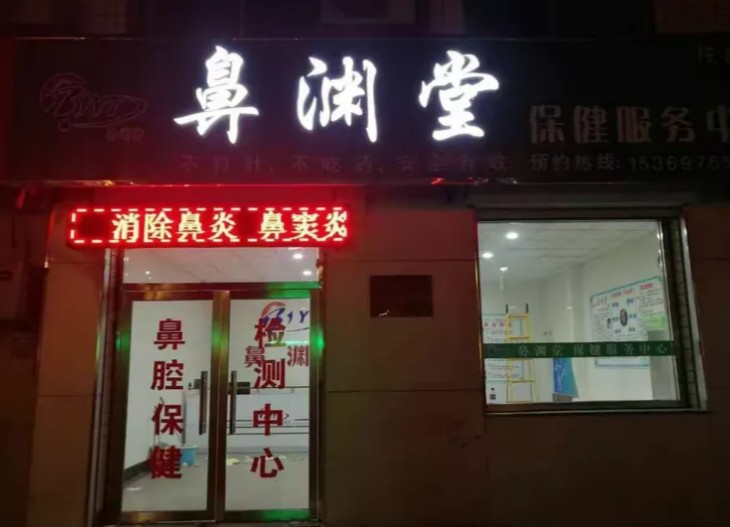 鼻渊堂
保健服务中
不打针,不吃药,安全有效 预约热线:15369755
消除鼻炎 鼻窦炎
鼻腔保健
检测中心
鼻渊
鼻渊堂 保健服务中心